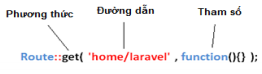 Phương thức Đường dẫn Tham số
Route::get( 'home/laravel' , function(){} );